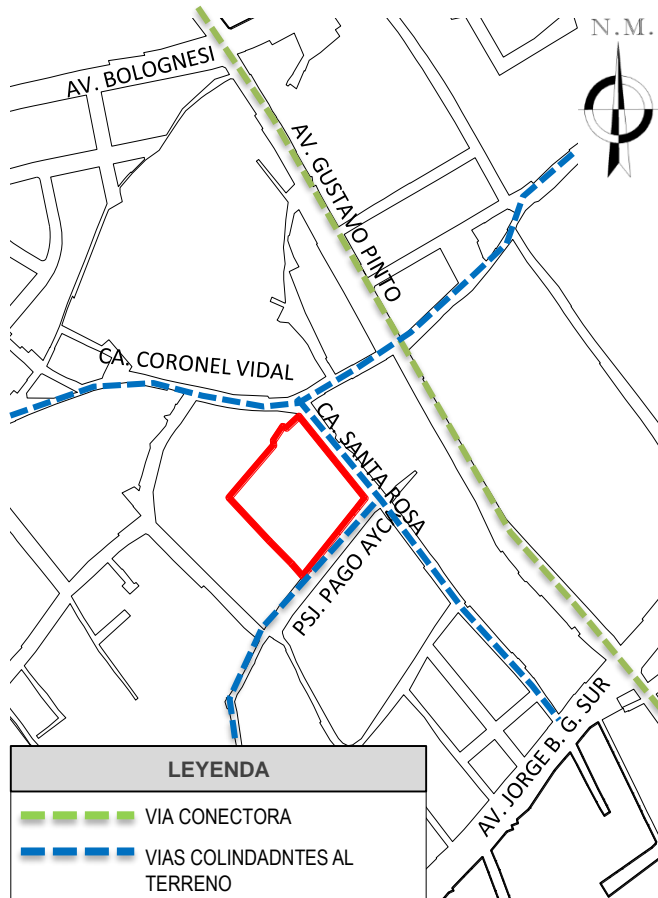 N.M.
AV. BOLOGNESI
AV. GUSTAVO PINTO
CA. CORONEL VIDAL
CA. SANTA ROSA
PSJ. PAGO AYC
AV. JORGE B. G. SUR
LEYENDA
VIA CONECTORA
VIAS COLINDADNTES AL
TERRENO